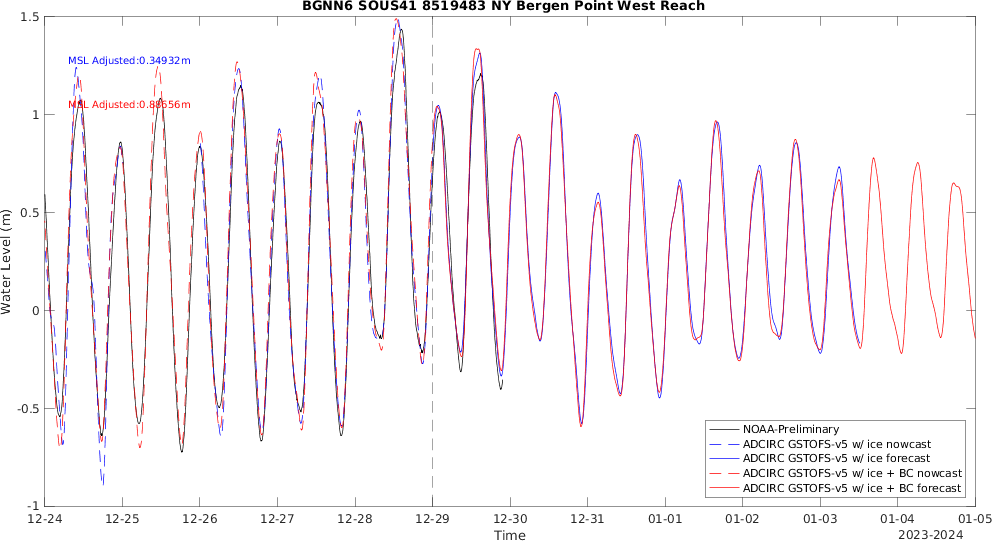 BGNN6 SOUS41 8519483 NY Bergen Point West Reach
1.5
1
0.5
0
-0.5
-1
Water Level (m)
MSL Adjusted:0.34932m
MSL Adjusted:0.88656m
NOAA-Preliminary
ADCIRC GSTOFS-v5 w/ ice nowcast
ADCIRC GSTOFS-v5 w/ ice forecast
ADCIRC GSTOFS-v5 w/ ice + BC nowcast
ADCIRC GSTOFS-v5 w/ ice + BC forecast
12-24 12-25 12-26 12-27 12-28 12-29 12-30 12-31 01-01 01-02 01-03 01-04 01-05
Time
2023-2024